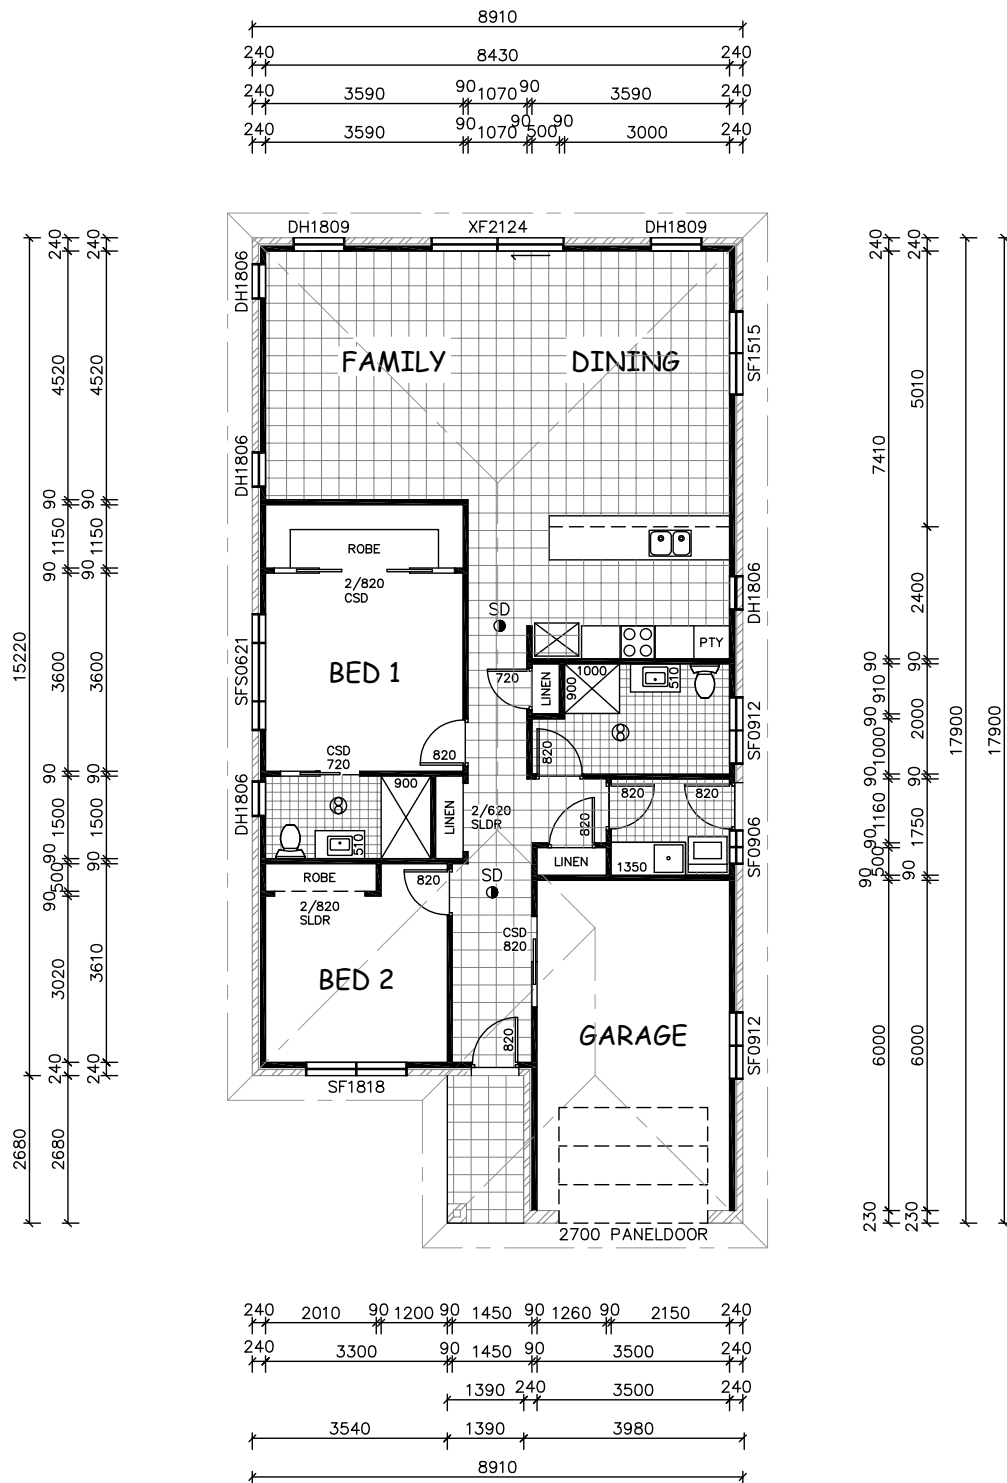 8910
240 8430 240
240 3590 90 1070 90 3590 240
240 3590 90 1070 90 500 90 3000 240
DH1809 XF2124 DH1809
DH1806
FAMILY DINING
SF1515
DH1806
ROBE
2/820
CSD
DH1806
SD
PTY
BED 1
SFS0621
720
LINEN
900
1000
510
8
SF0912
820
820
CSD
720
DH1806
900
8
510
LINEN
2/620
SLDR
820
820
820
SF0906
LINEN
1350
ROBE
2/820
SLDR
820
SD
CSD
820
BED 2
GARAGE
SF0912
820
SF1818
2700 PANELDOOR
15220
2680
240
4520
90
1150
90
3600
90
1500
90
500
90
3020
240
2680
240
4520
90
1150
90
3600
90
1500
90
3610
240
240
7410
90
910
90
1000
90
1160
90
500
90
6000
230
240
5010
2400
90
2000
90
1750
90
6000
230
17900
17900
240 2010 90 1200 90 1450 90 1260 90 2150 240
240 3300 90 1450 90 3500 240
1390 240 3500 240
3540 1390 3980
8910